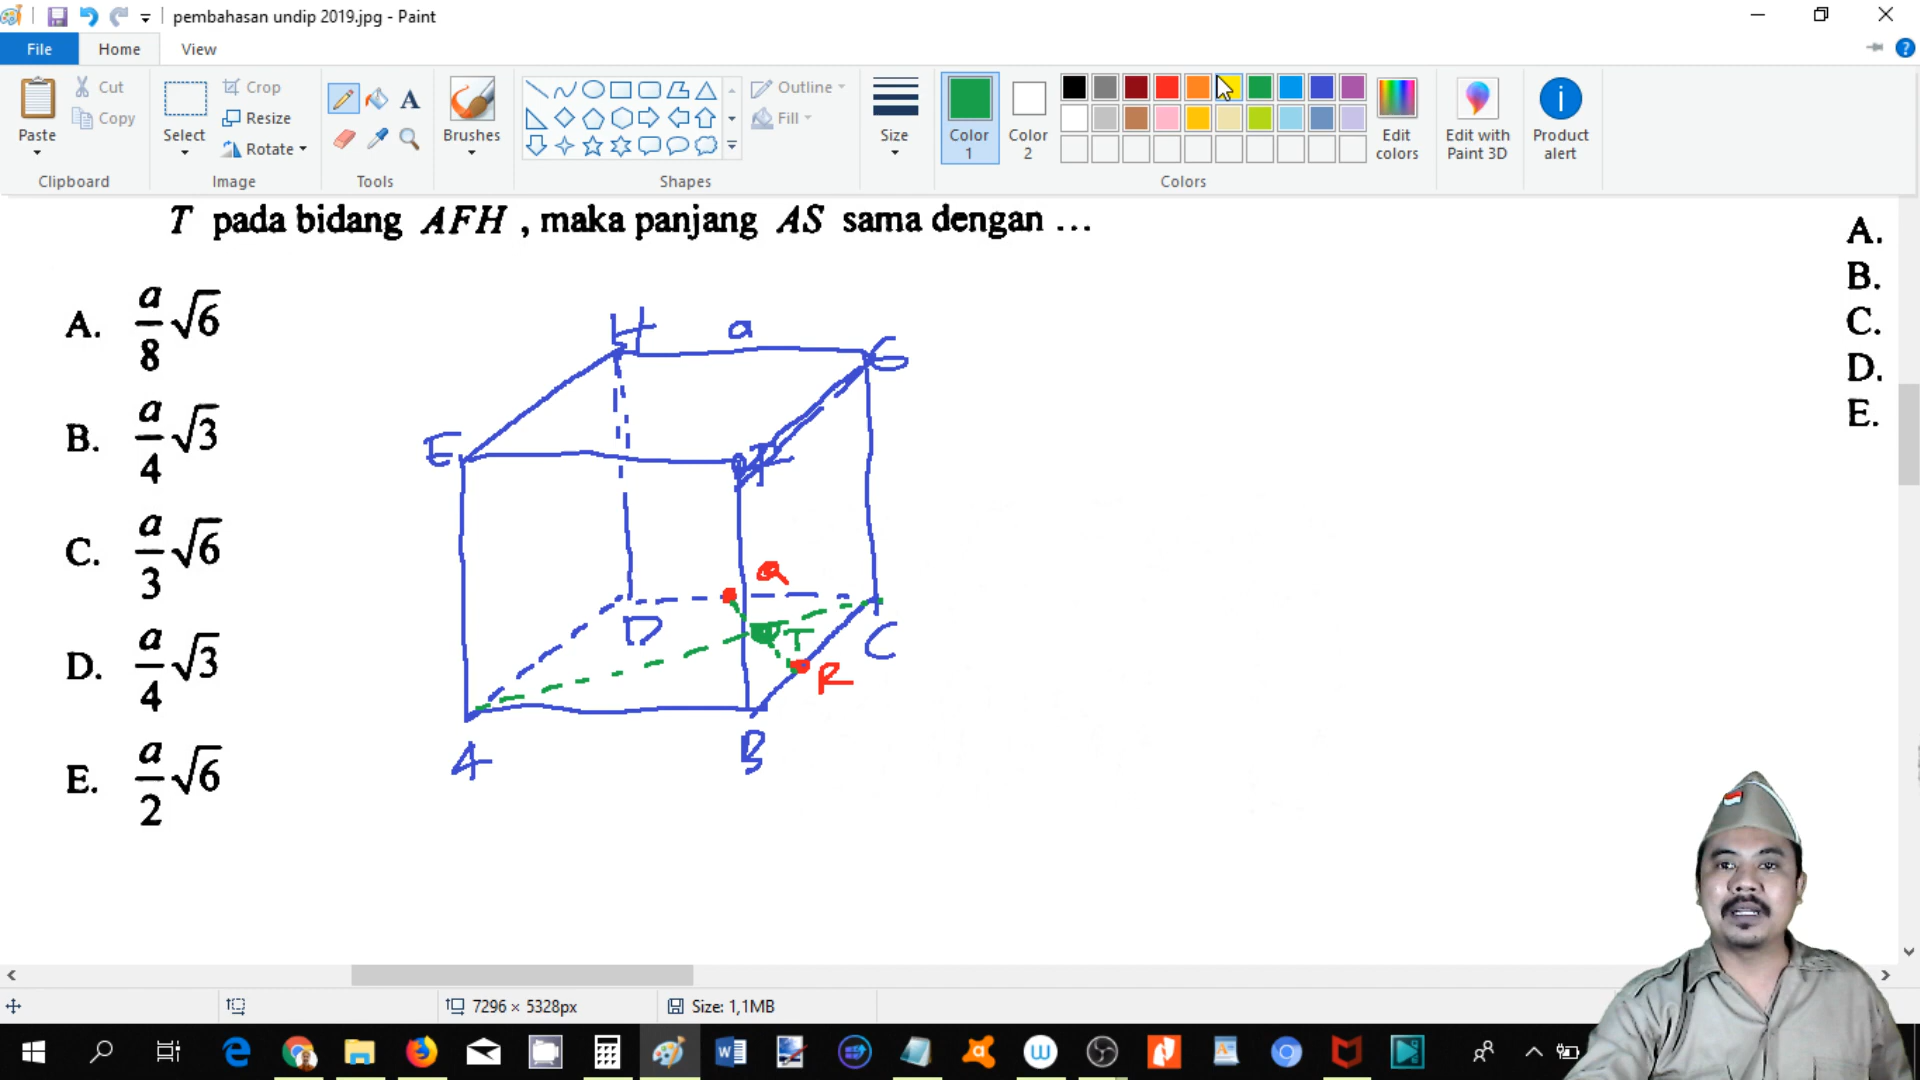 pembahasan undip 2019.jpg - Paint
File Home View
Paste
Cut
Copy
Clipboard
Select
Crop
Resize
Rotate
Image
Tools
Brushes
Shapes
Outline
Fill
Size
Color 1
Color 2
Edit colors
Colors
Edit with Paint 3D
Product alert
T pada bidang AFH , maka panjang AS sama dengan ...
A. a/8 √6
B. a/4 √3
C. a/3 √6
D. a/4 √3
E. a/2 √6
H a G
E F
Q
D T C
R
A B
A.
B.
C.
D.
E.
7296 × 5328px
Size: 1,1MB